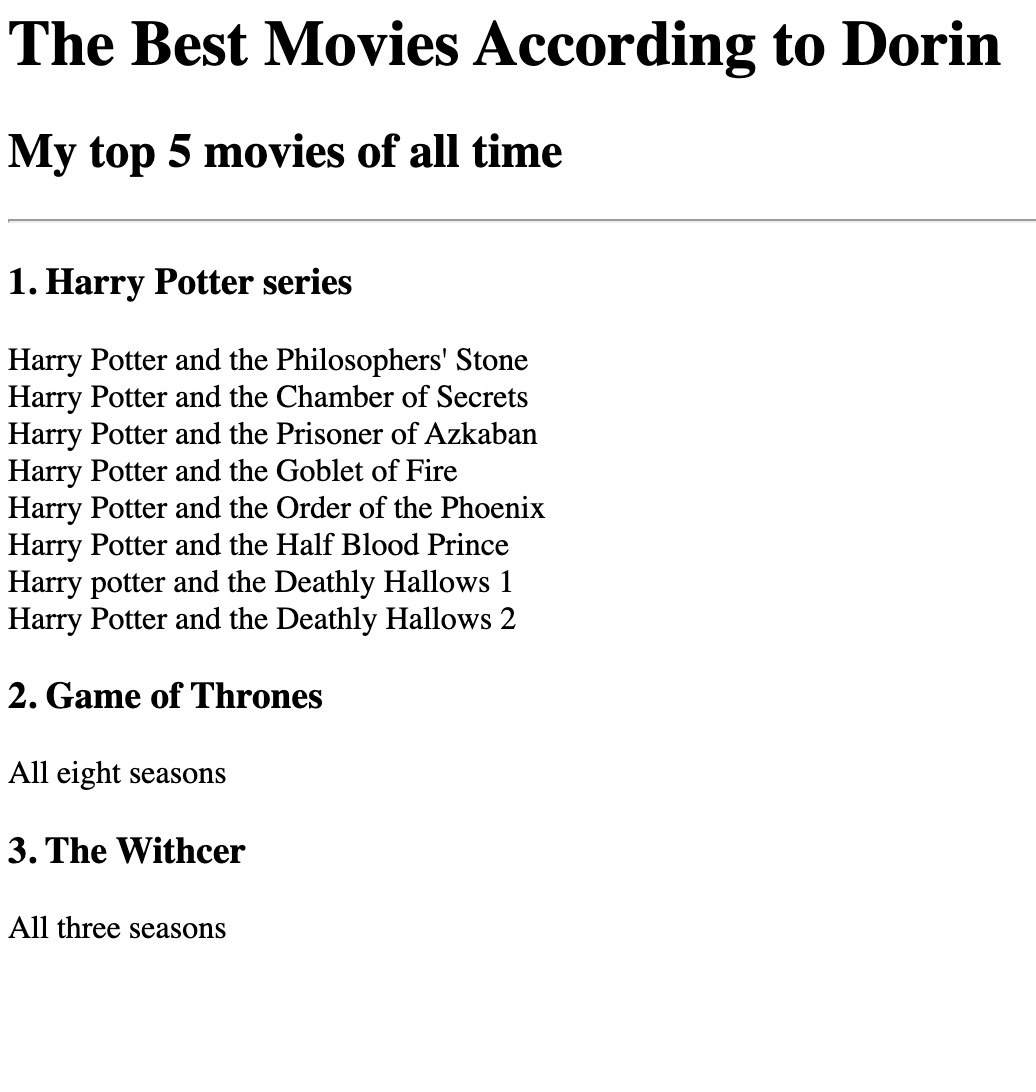 The Best Movies According to Dorin
My top 5 movies of all time
1. Harry Potter series
Harry Potter and the Philosophers' Stone
Harry Potter and the Chamber of Secrets
Harry Potter and the Prisoner of Azkaban
Harry Potter and the Goblet of Fire
Harry Potter and the Order of the Phoenix
Harry Potter and the Half Blood Prince
Harry potter and the Deathly Hallows 1
Harry Potter and the Deathly Hallows 2
2. Game of Thrones
All eight seasons
3. The Withcer
All three seasons